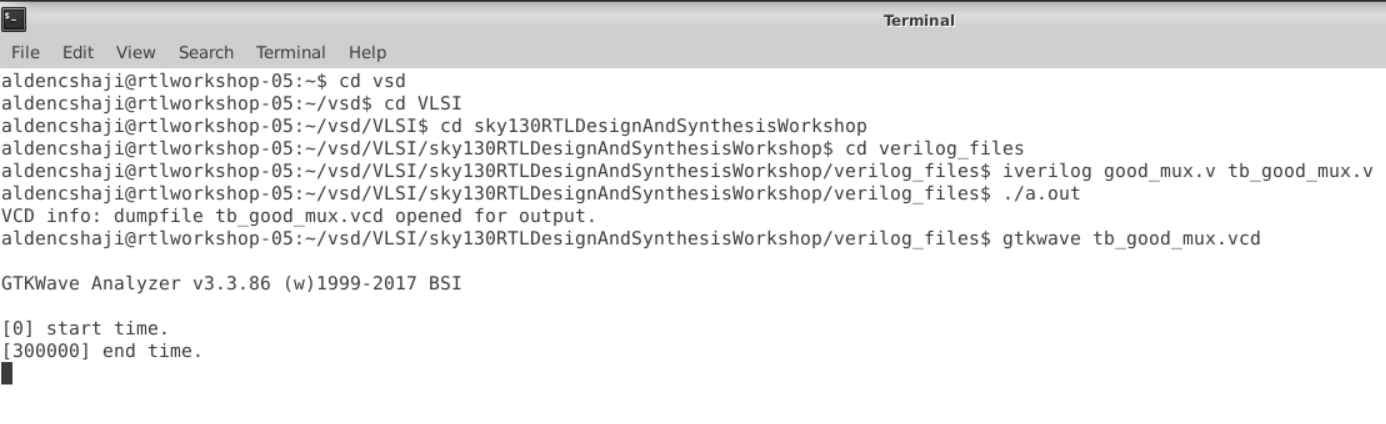 Terminal
File Edit View Search Terminal Help
aldencshaji@rtlworkshop-05:~$ cd vsd
aldencshaji@rtlworkshop-05:~/vsd$ cd VLSI
aldencshaji@rtlworkshop-05:~/vsd/VLSI$ cd sky130RTLDesignAndSynthesisWorkshop
aldencshaji@rtlworkshop-05:~/vsd/VLSI/sky130RTLDesignAndSynthesisWorkshop$ cd verilog_files
aldencshaji@rtlworkshop-05:~/vsd/VLSI/sky130RTLDesignAndSynthesisWorkshop/verilog_files$ iverilog good_mux.v tb_good_mux.v
aldencshaji@rtlworkshop-05:~/vsd/VLSI/sky130RTLDesignAndSynthesisWorkshop/verilog_files$ ./a.out
VCD info: dumpfile tb_good_mux.vcd opened for output.
aldencshaji@rtlworkshop-05:~/vsd/VLSI/sky130RTLDesignAndSynthesisWorkshop/verilog_files$ gtkwave tb_good_mux.vcd
GTKWave Analyzer v3.3.86 (w)1999-2017 BSI
[0] start time.
[300000] end time.